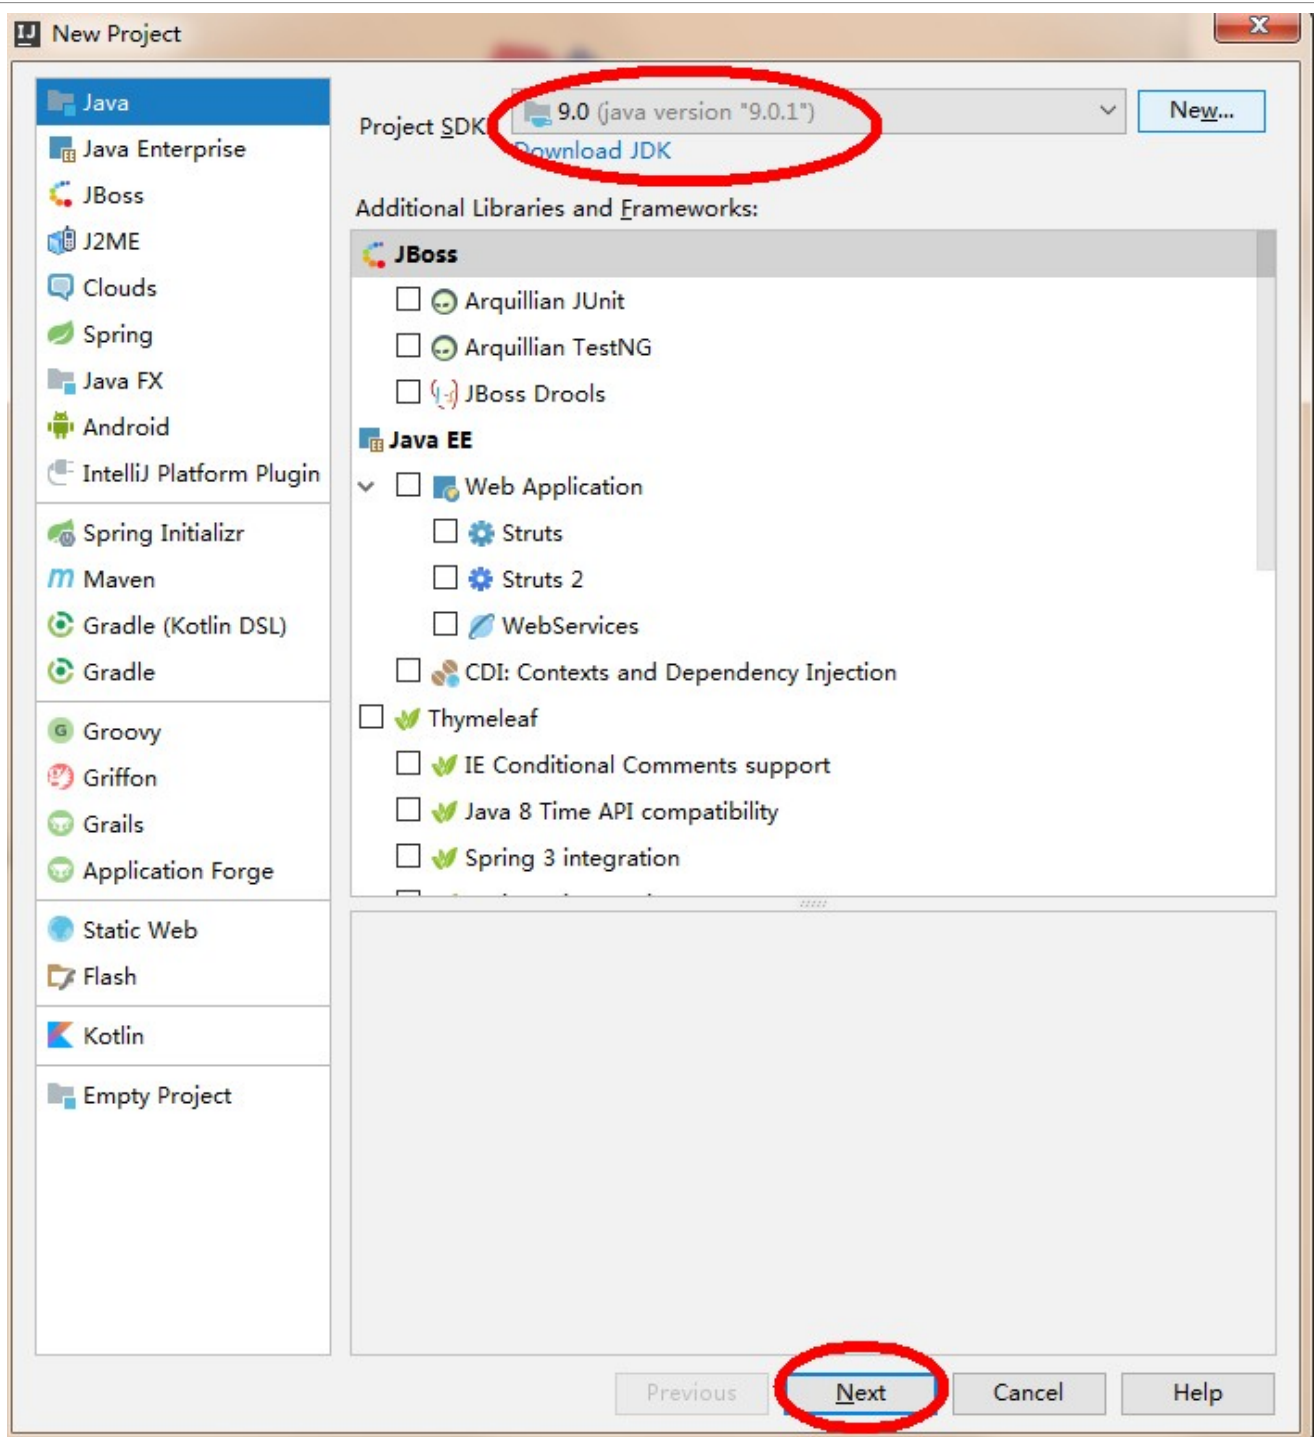 New Project
Java
Java Enterprise
JBoss
J2ME
Clouds
Spring
Java FX
Android
IntelliJ Platform Plugin
Spring Initializr
Maven
Gradle (Kotlin DSL)
Gradle
Groovy
Griffon
Grails
Application Forge
Static Web
Flash
Kotlin
Empty Project
Project SDK 9.0 (java version "9.0.1") New...
Download JDK
Additional Libraries and Frameworks:
JBoss
Arquillian JUnit
Arquillian TestNG
JBoss Drools
Java EE
Web Application
Struts
Struts 2
WebServices
CDI: Contexts and Dependency Injection
Thymeleaf
IE Conditional Comments support
Java 8 Time API compatibility
Spring 3 integration
Previous Next Cancel Help